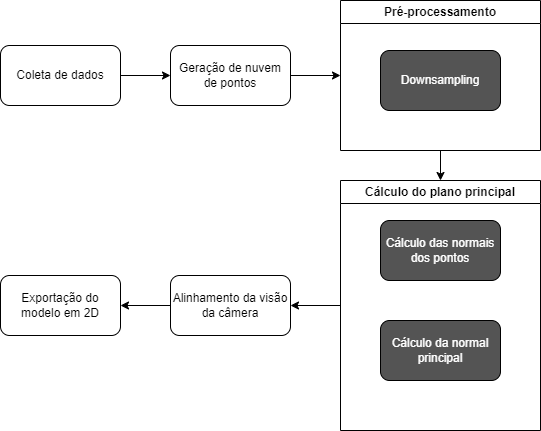 Pré-processamento
Coleta de dados
Geração de nuvem
de pontos
Downsampling
Cálculo do plano principal
Cálculo das normais
dos pontos
Cálculo da normal
principal
Alinhamento da visão
da câmera
Exportação do
modelo em 2D